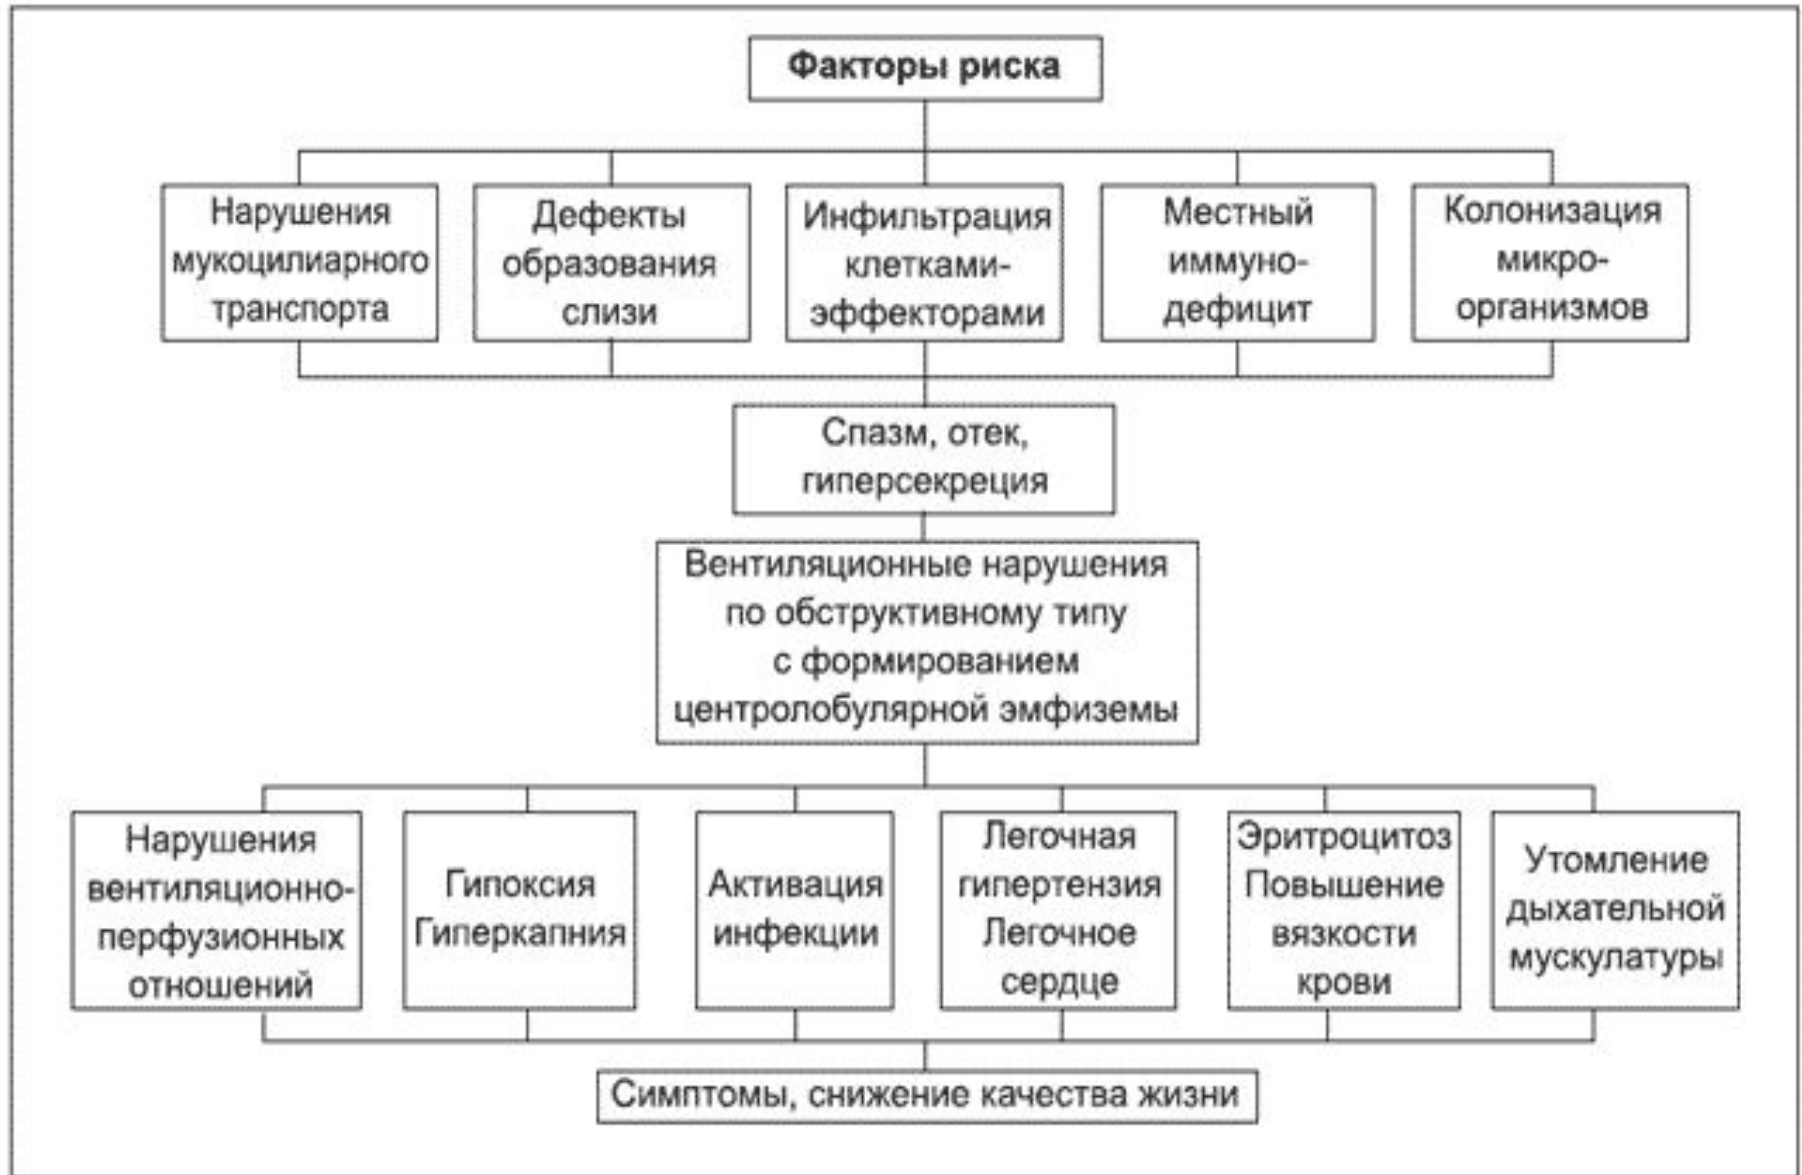 Факторы риска
Нарушения
мукоцилиарного
транспорта
Дефекты
образования
слизи
Инфильтрация
клетками-
эффекторами
Местный
иммуно-
дефицит
Колонизация
микро-
организмов
Спазм, отек,
гиперсекреция
Вентиляционные нарушения
по обструктивному типу
с формированием
центролобулярной эмфиземы
Нарушения
вентиляционно-
перфузионных
отношений
Гипоксия
Гиперкапния
Активация
инфекции
Легочная
гипертензия
Легочное
сердце
Эритроцитоз
Повышение
вязкости
крови
Утомление
дыхательной
мускулатуры
Симптомы, снижение качества жизни